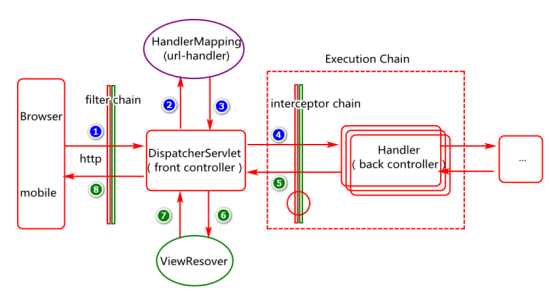 HandlerMapping
(url-handler)
Execution Chain
filter chain
2
3
interceptor chain
Browser
1
4
http
DispatcherServlet
( front controller )
Handler
( back controller )
...
mobile
8
5
7
6
ViewResover